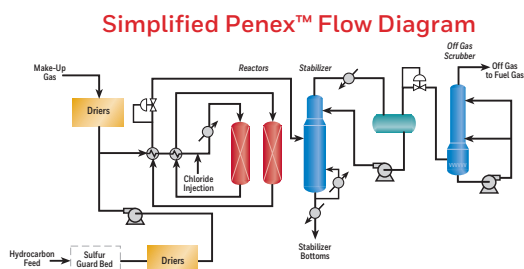 Simplified Penex™ Flow Diagram
Make-Up
Gas
Driers
Reactors
Stabilizer
Off Gas
Scrubber
Off Gas
to Fuel Gas
Chloride
Injection
Hydrocarbon
Feed
Sulfur
Guard Bed
Driers
Stabilizer
Bottoms